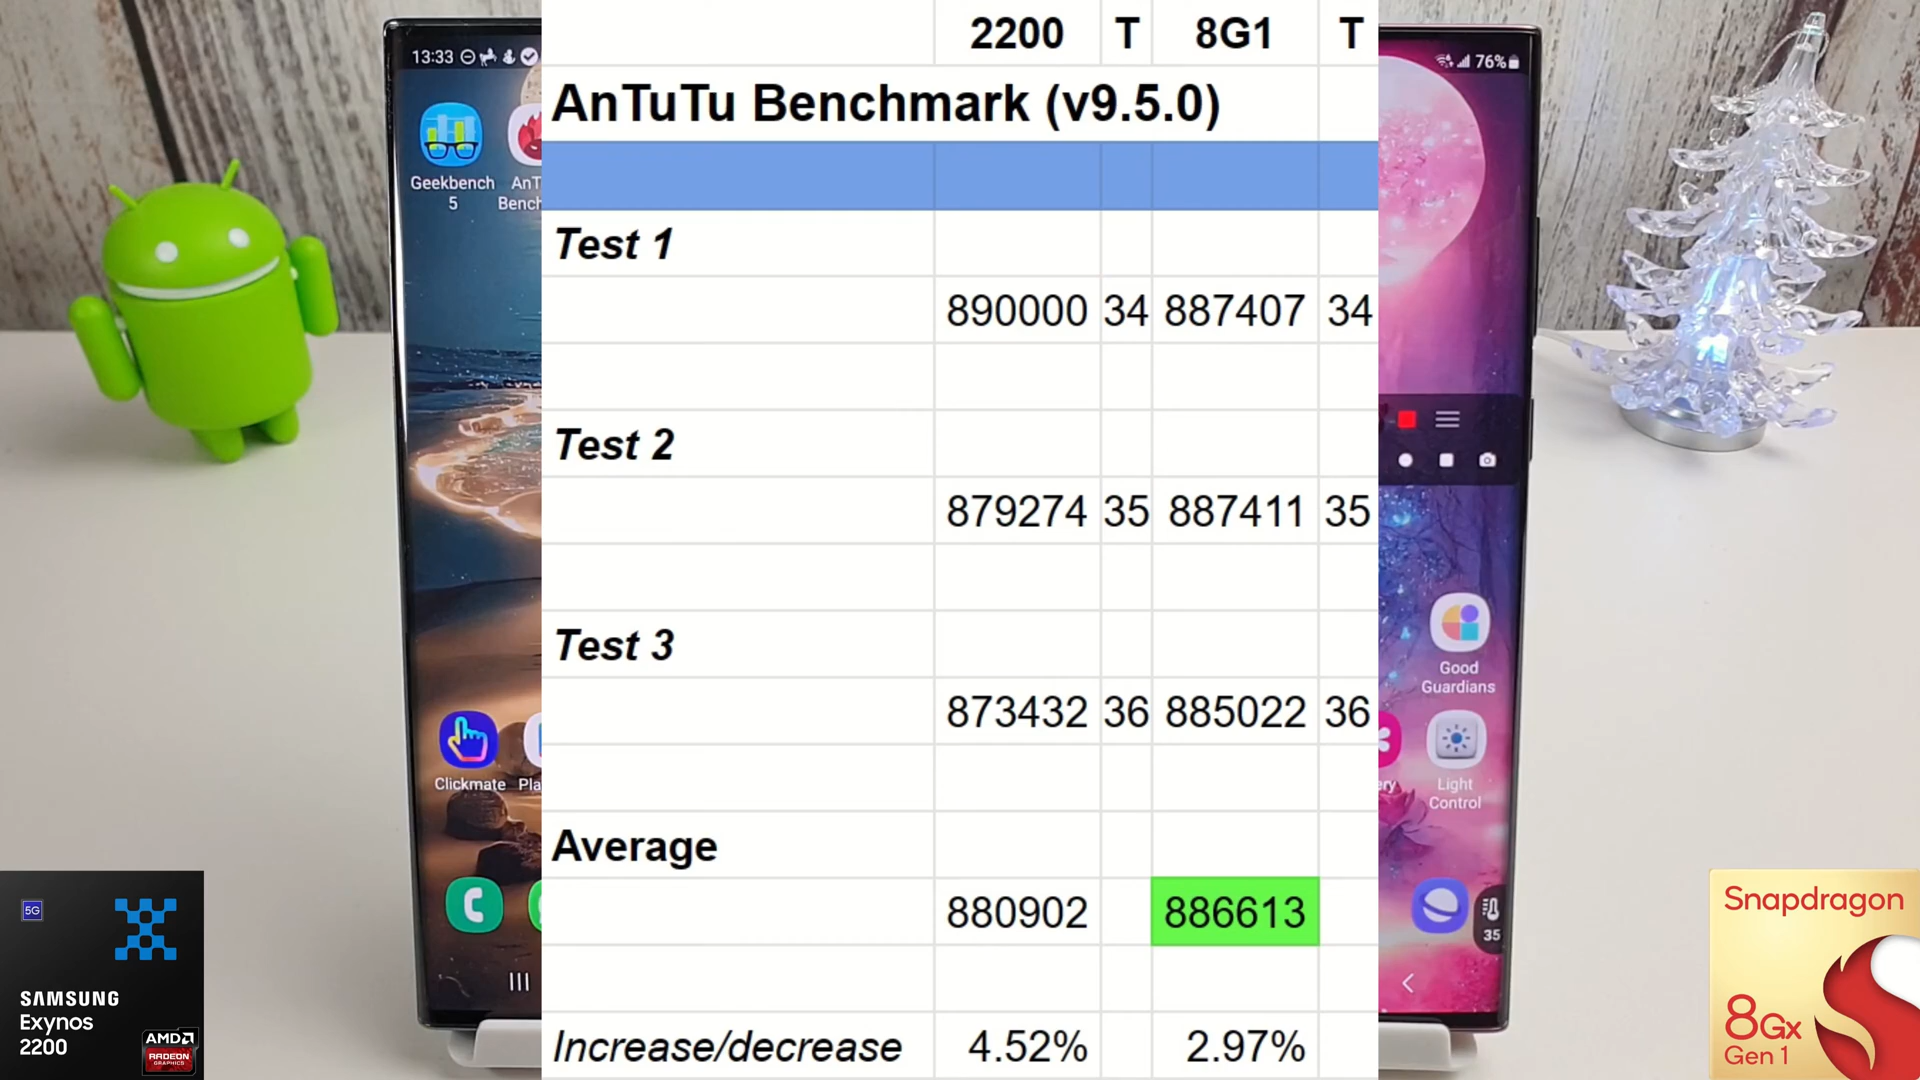 2200 T 8G1 T
AnTuTu Benchmark (v9.5.0)
Test 1
890000 34 887407 34
Test 2
879274 35 887411 35
Test 3
873432 36 885022 36
Average
880902 886613
Increase/decrease 4.52% 2.97%
13:33
Geekbench
5
AnT
Bench
Clickmate
Pla
76%
Good
Guardians
ery
Light
Control
35
5G
SAMSUNG
Exynos
2200
AMD
RADEON
GRAPHICS
Snapdragon
8Gx
Gen 1